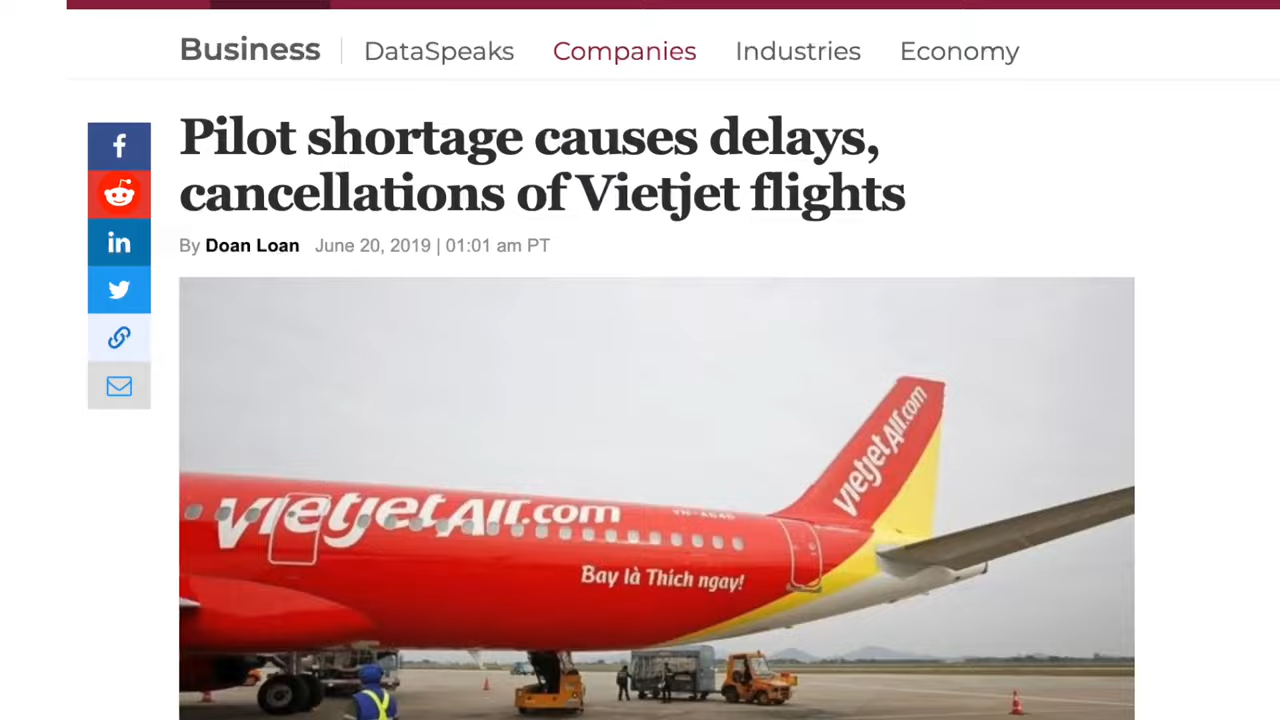 Business DataSpeaks Companies Industries Economy
Pilot shortage causes delays,
cancellations of Vietjet flights
By Doan Loan June 20, 2019 | 01:01 am PT
f
in
vietjetAir.com
vietjetAir.com
Bay là Thích ngay!